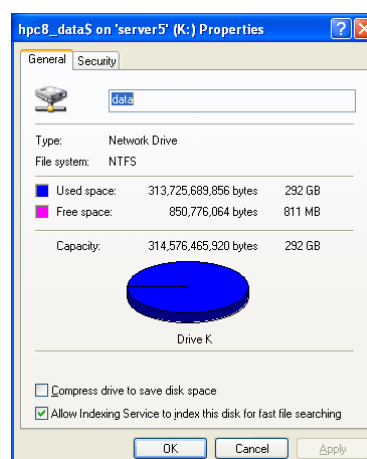 hpc8_data$ on 'server5' (K:) Properties
General Security
data
Type: Network Drive
File system: NTFS
Used space: 313,725,689,856 bytes 292 GB
Free space: 850,776,064 bytes 811 MB
Capacity: 314,576,465,920 bytes 292 GB
Drive K
Compress drive to save disk space
Allow Indexing Service to index this disk for fast file searching
OK Cancel Apply